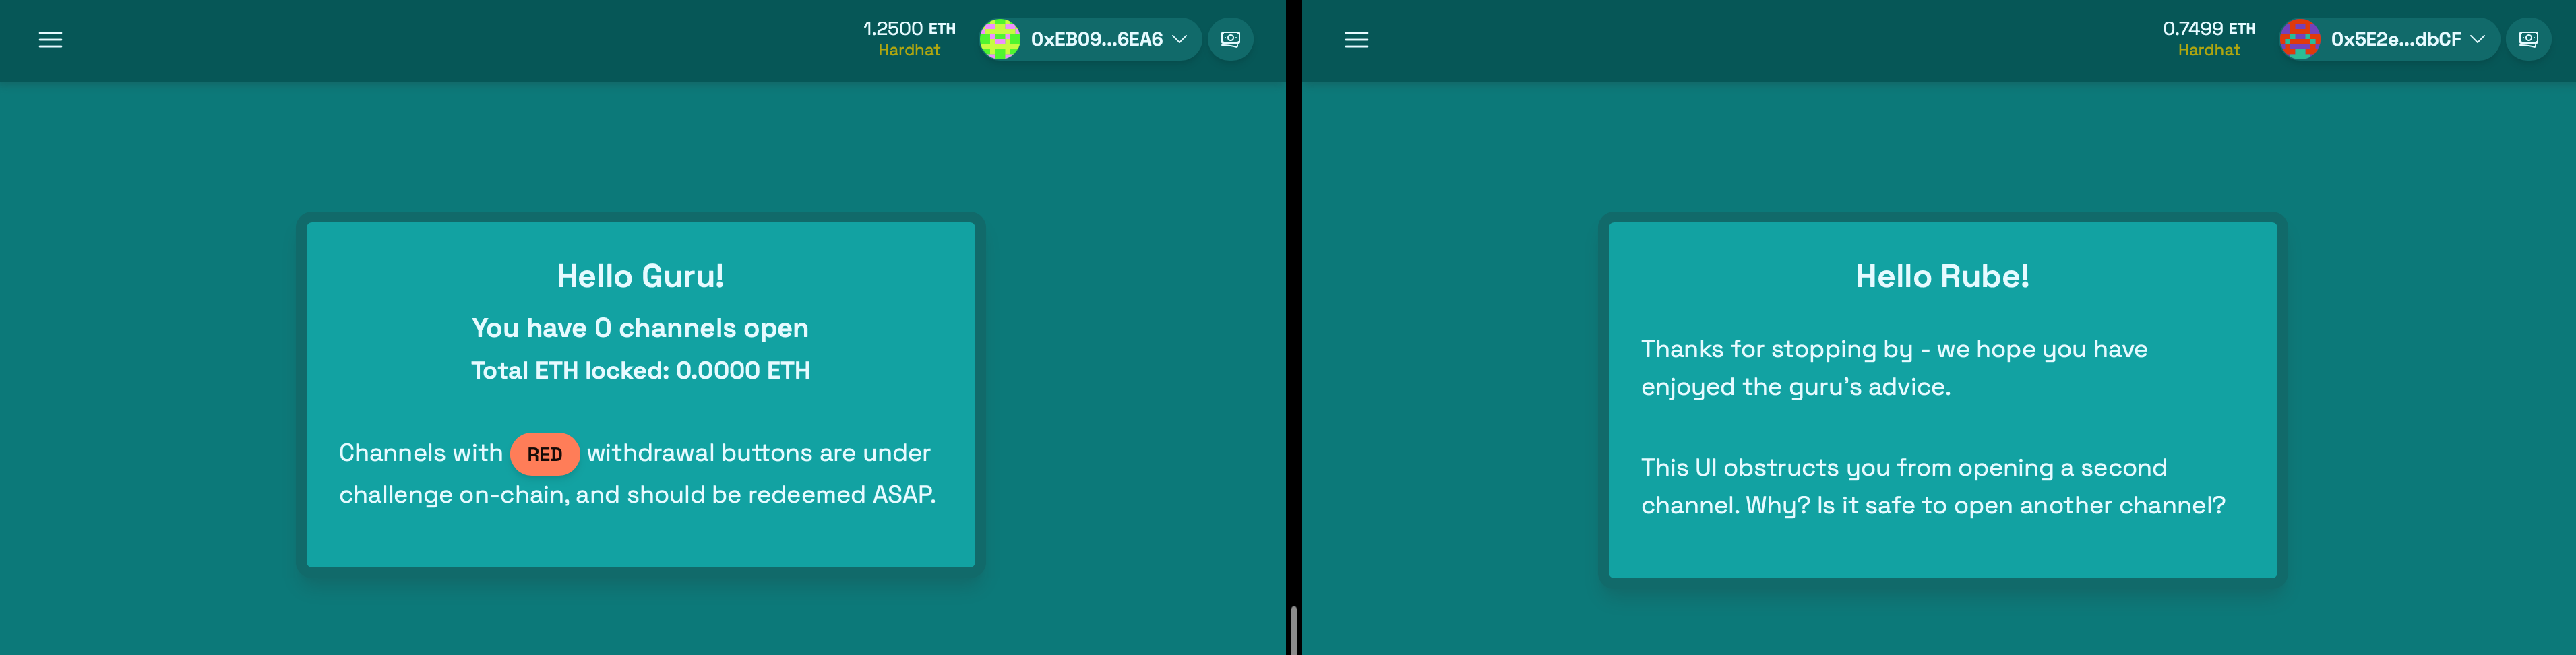 1.2500 ETH
Hardhat
0xEB09...6EA6
Hello Guru!
You have 0 channels open
Total ETH locked: 0.0000 ETH
Channels with RED withdrawal buttons are under
challenge on-chain, and should be redeemed ASAP.
0.7499 ETH
Hardhat
0x5E2e...dbCF
Hello Rube!
Thanks for stopping by - we hope you have
enjoyed the guru's advice.
This UI obstructs you from opening a second
channel. Why? Is it safe to open another channel?